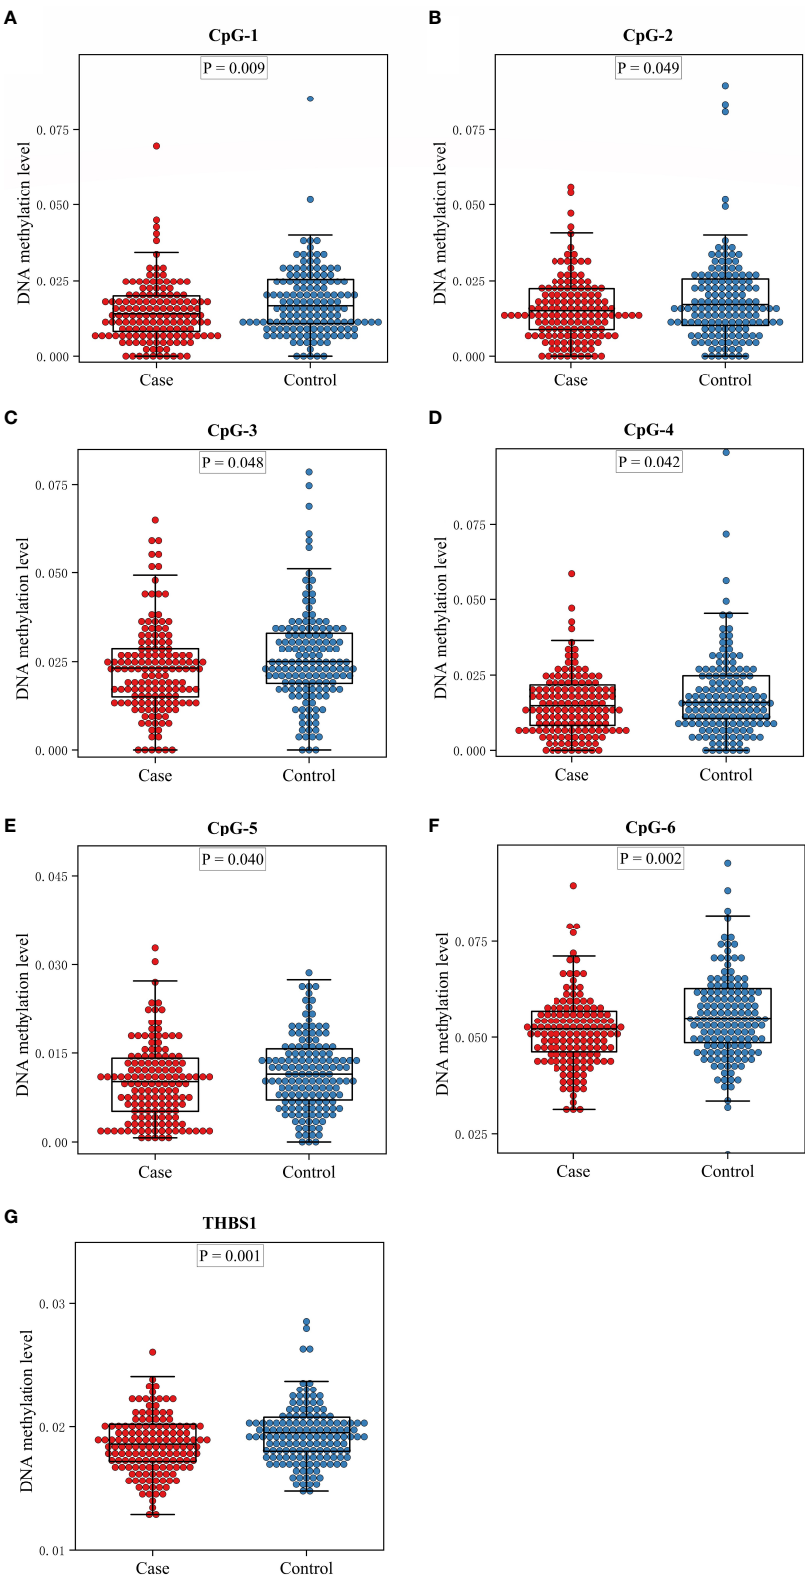 A
CpG-1
P = 0.009
DNA methylation level
0. 075
0. 050
0. 025
0. 000
Case
Control
B
CpG-2
P = 0.049
DNA methylation level
0. 075
0. 050
0. 025
0. 000
Case
Control
C
CpG-3
P = 0.048
DNA methylation level
0. 075
0. 050
0. 025
0. 000
Case
Control
D
CpG-4
P = 0.042
DNA methylation level
0. 075
0. 050
0. 025
0. 000
Case
Control
E
CpG-5
P = 0.040
DNA methylation level
0. 045
0. 030
0. 015
0. 00
Case
Control
F
CpG-6
P = 0.002
DNA methylation level
0. 075
0. 050
0. 025
Case
Control
G
THBS1
P = 0.001
DNA methylation level
0. 03
0. 02
0. 01
Case
Control